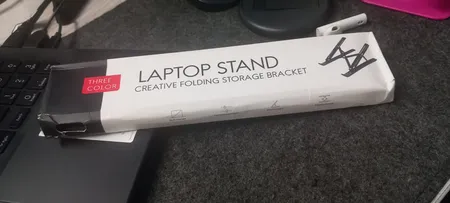 THREE
COLOR
LAPTOP STAND
CREATIVE FOLDING STORAGE BRACKET